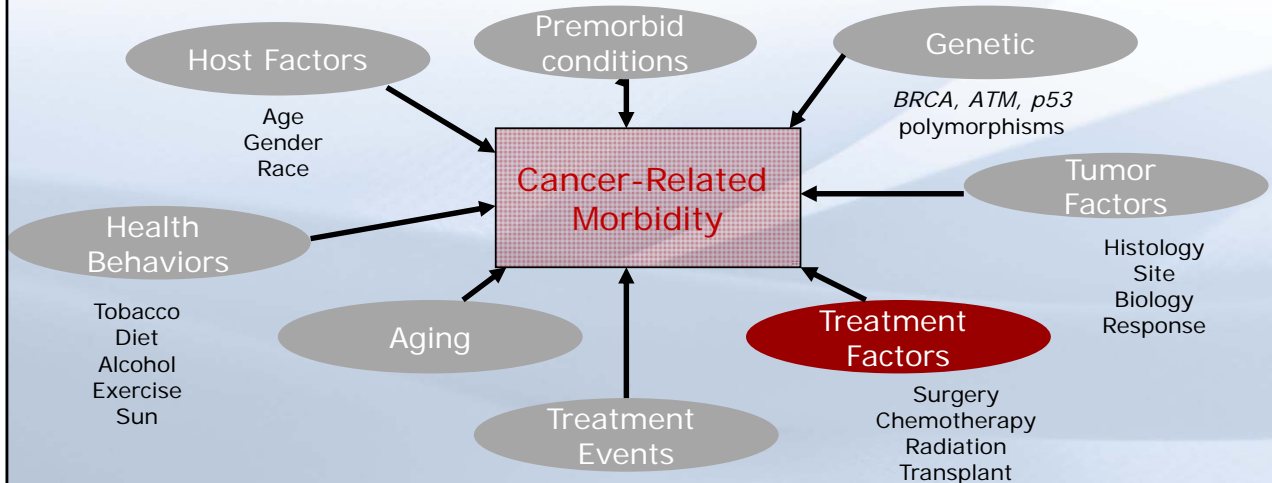 Host Factors
Age
Gender
Race
Premorbid
conditions
Genetic
BRCA, ATM, p53
polymorphisms
Cancer-Related
Morbidity
Tumor
Factors
Histology
Site
Biology
Response
Health
Behaviors
Tobacco
Diet
Alcohol
Exercise
Sun
Aging
Treatment
Events
Treatment
Factors
Surgery
Chemotherapy
Radiation
Transplant